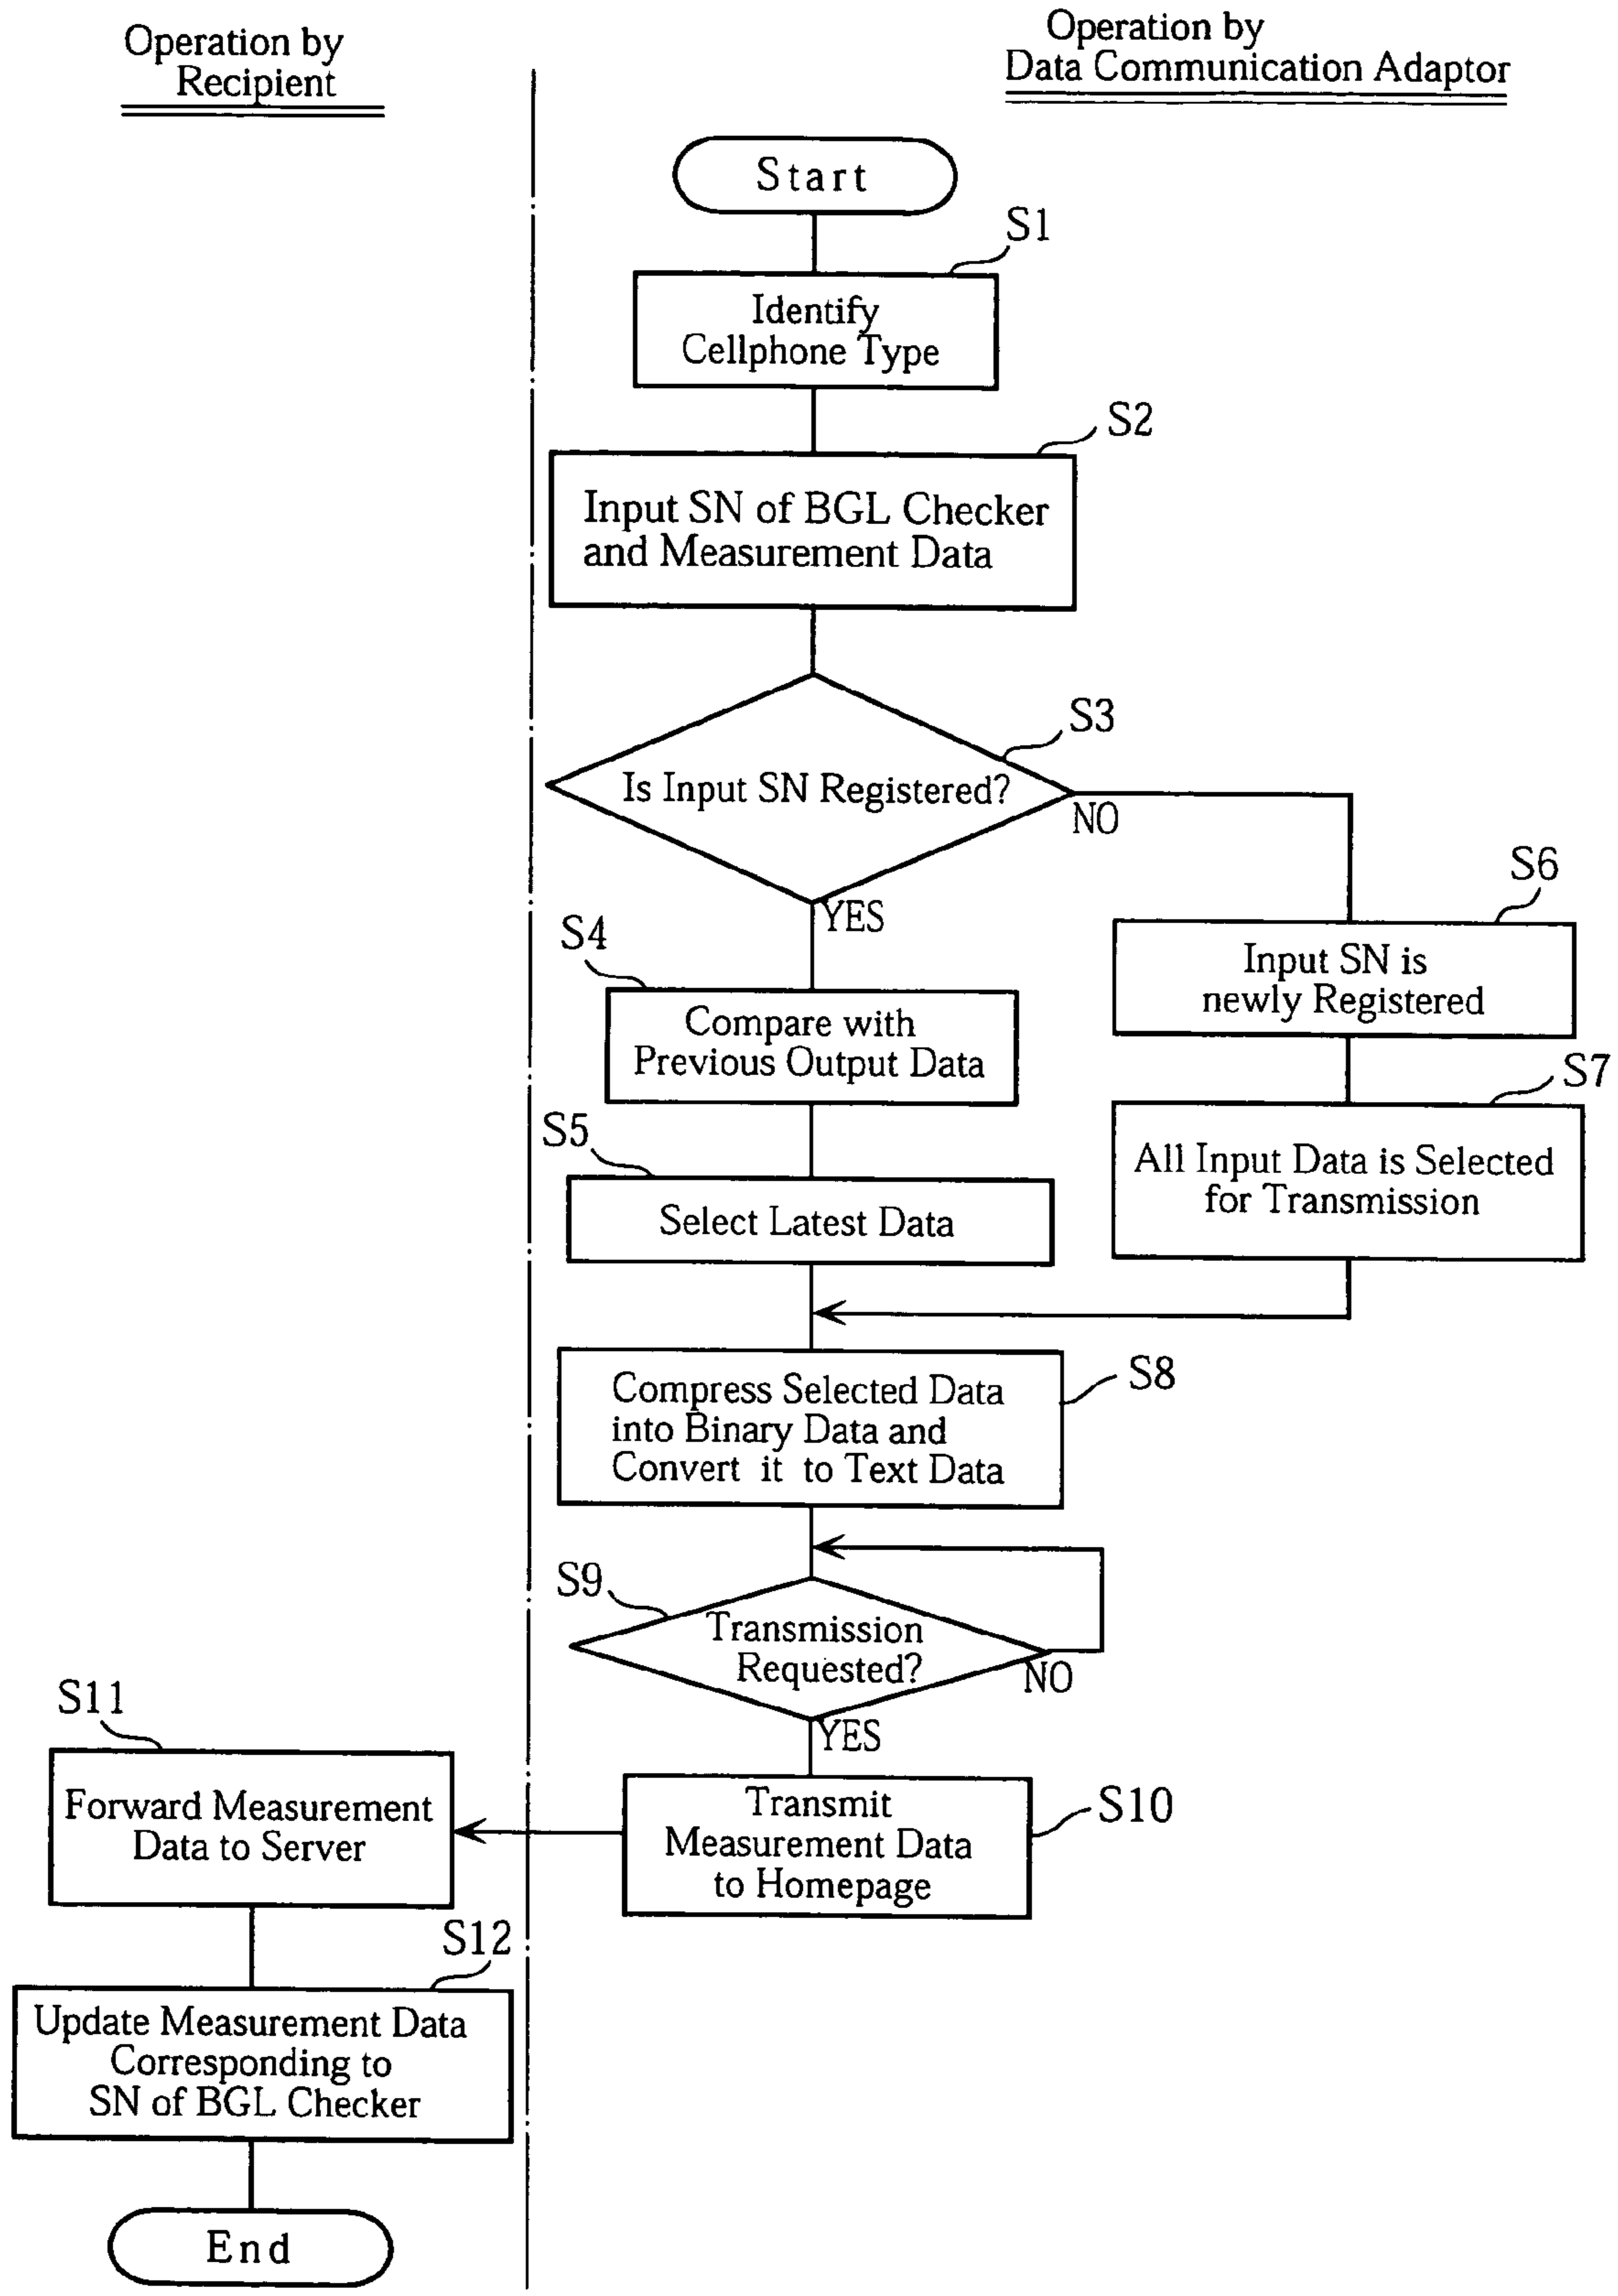 Operation by
Recipient
Operation by
Data Communication Adaptor
Start
S1
Identify
Cellphone Type
S2
Input SN of BGL Checker
and Measurement Data
S3
Is Input SN Registered?
NO
YES
S6
Input SN is
newly Registered
S4
Compare with
Previous Output Data
S7
All Input Data is Selected
for Transmission
S5
Select Latest Data
S8
Compress Selected Data
into Binary Data and
Convert it to Text Data
S9
Transmission
Requested?
NO
YES
S10
Transmit
Measurement Data
to Homepage
S11
Forward Measurement
Data to Server
S12
Update Measurement Data
Corresponding to
SN of BGL Checker
End